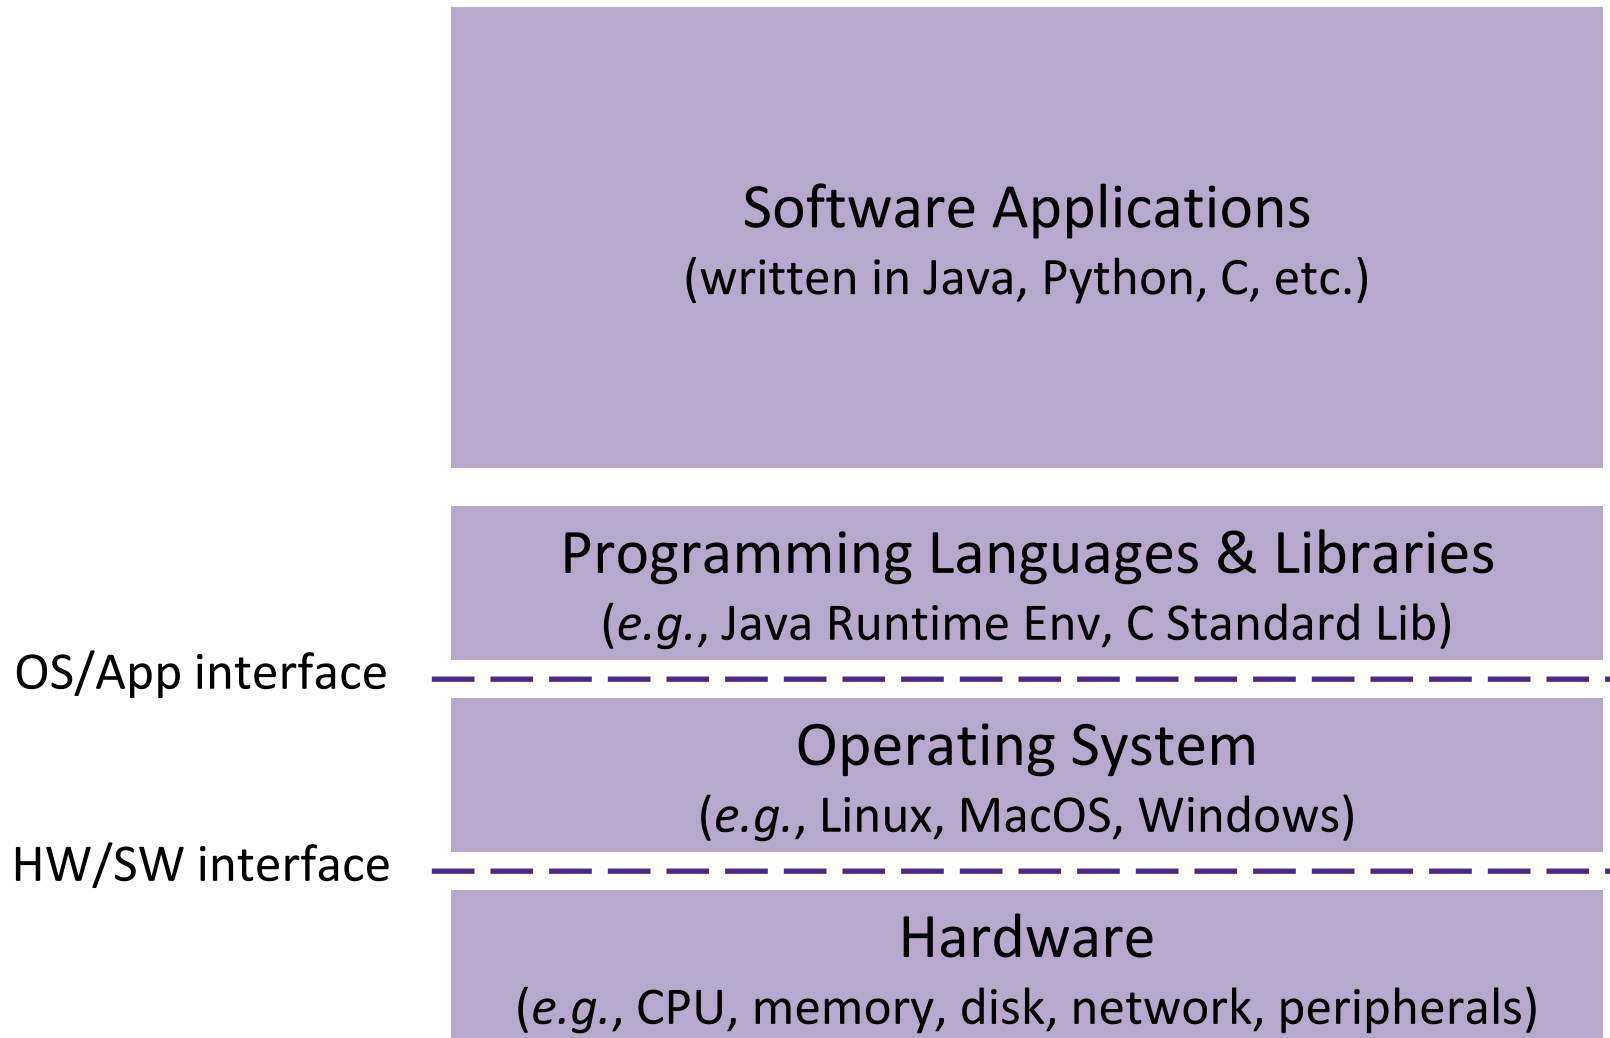 Software Applications
(written in Java, Python, C, etc.)
Programming Languages & Libraries
(e.g., Java Runtime Env, C Standard Lib)
OS/App interface
Operating System
(e.g., Linux, MacOS, Windows)
HW/SW interface
Hardware
(e.g., CPU, memory, disk, network, peripherals)